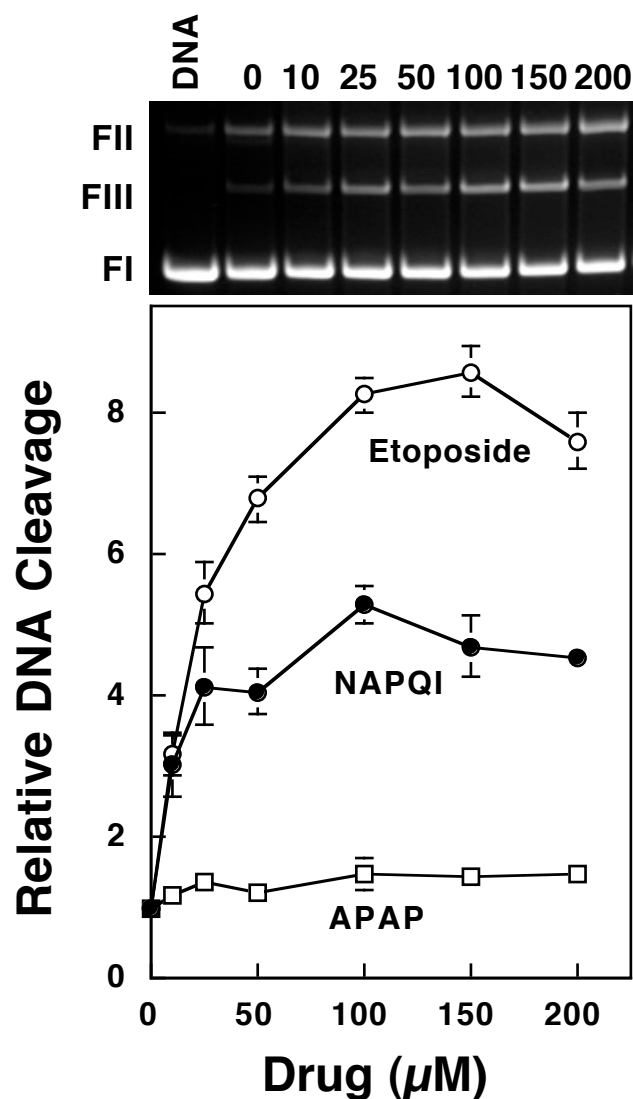 DNA
0 10 25 50 100 150 200
FII
FIII
FI
8
Etoposide
6
NAPQI
4
2
APAP
0
Relative DNA Cleavage
0 50 100 150 200
Drug (µM)